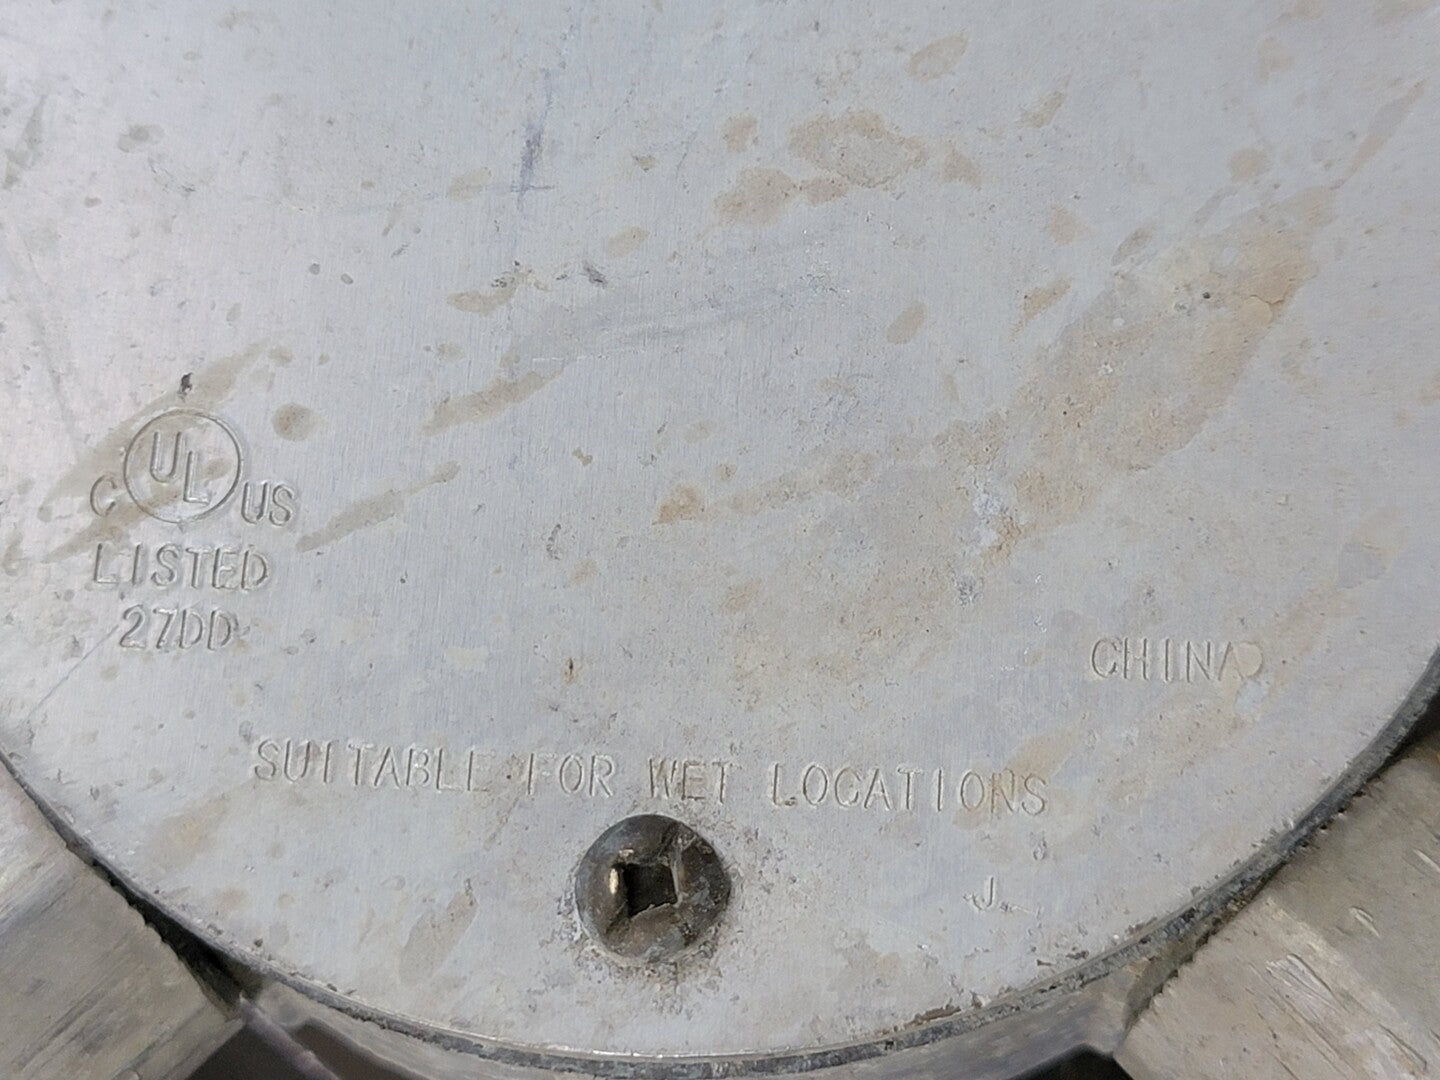 C UL US
LISTED
27DD
CHINA
SUITABLE FOR WET LOCATIONS
J